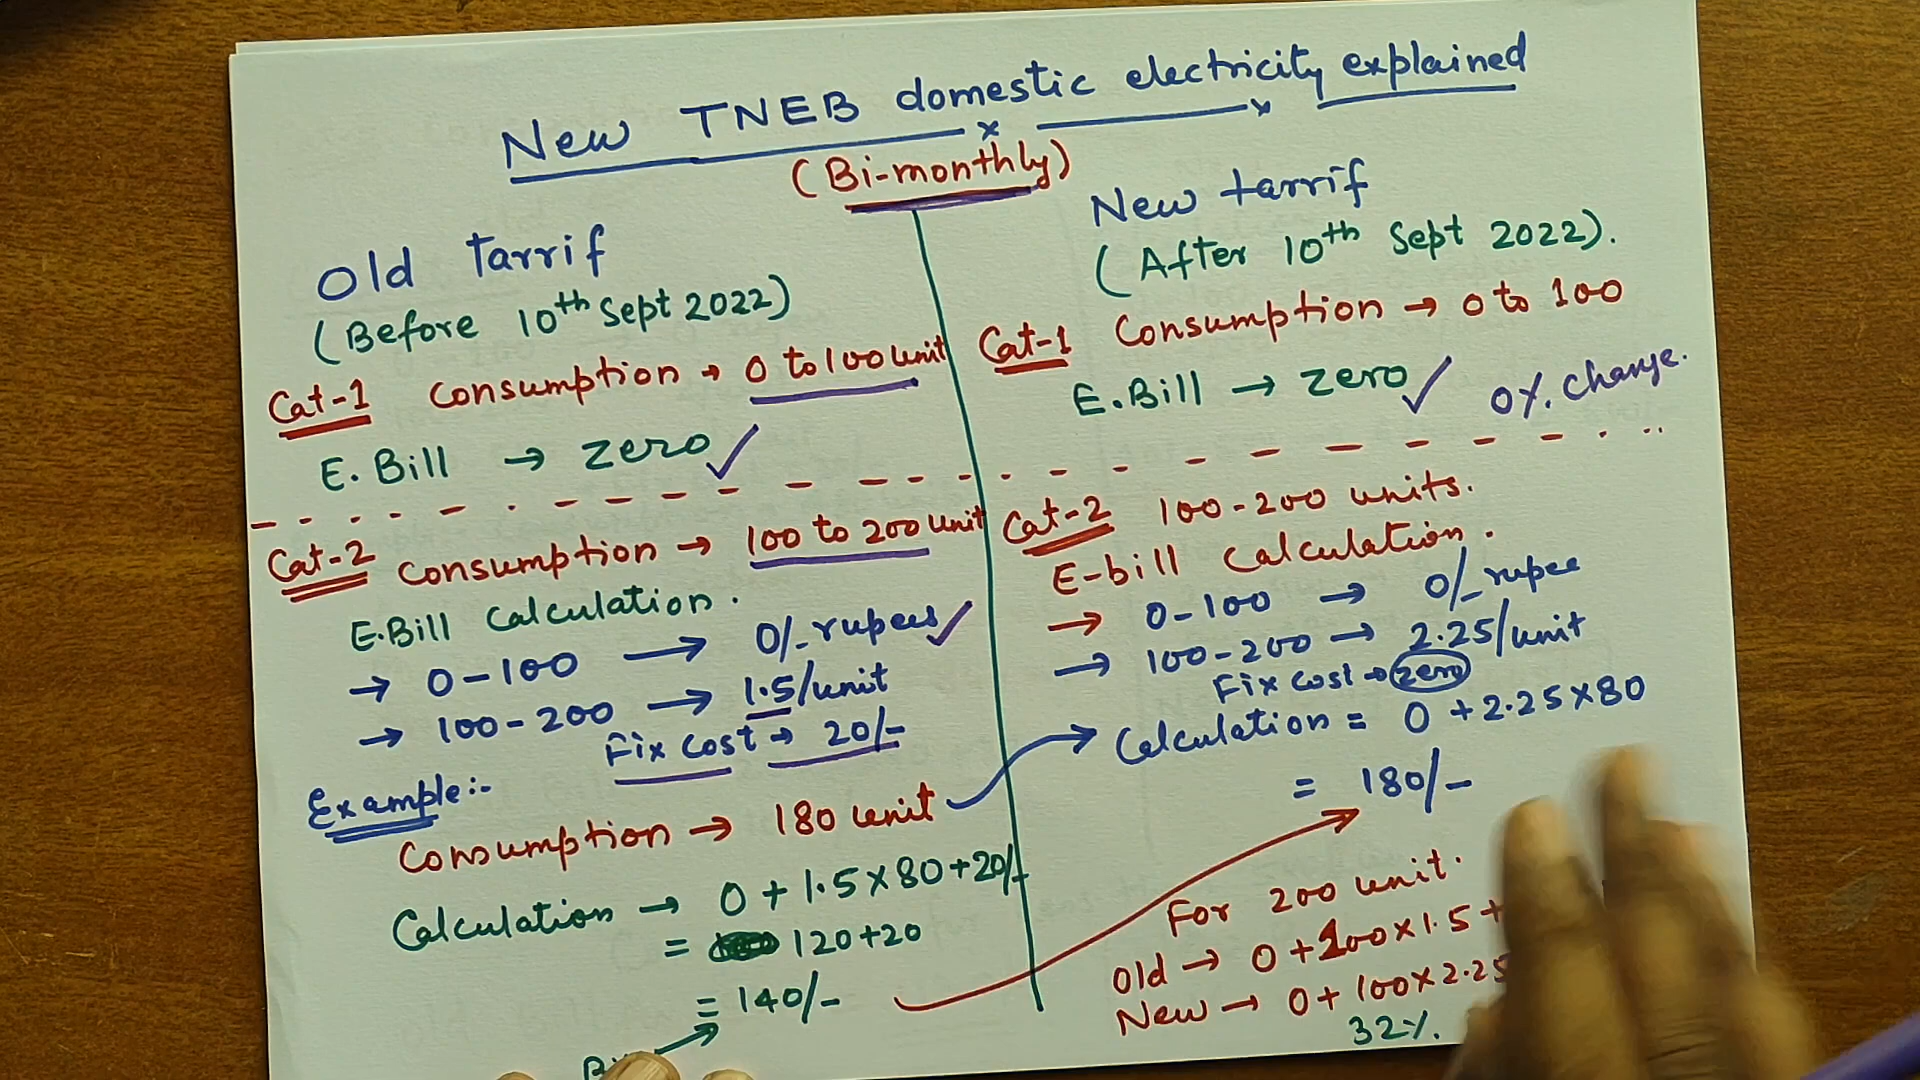 New TNEB domestic electricity explained
(Bi-monthly)
Old tarrif
(Before 10th Sept 2022)
Cat-1 consumption → 0 to 100 unit
E. Bill → zero ✓
Cat-2 consumption → 100 to 200 unit
E.Bill calculation.
→ 0-100 → 0/- rupees ✓
→ 100-200 → 1.5/unit
Fix cost → 20/-
Example:-
Consumption → 180 unit
Calculation → 0 + 1.5×80+20/-
= 120+20
= 140/-
New tarrif
(After 10th Sept 2022).
Cat-1 Consumption → 0 to 100
E.Bill → zero ✓ 0%. change.
Cat-2 100-200 units.
E-bill calculation.
→ 0-100 → 0/- rupee
→ 100-200 → 2.25/unit
Fix cost → zero
Calculation = 0 + 2.25×80
= 180/-
For 200 unit.
Old → 0 + 100×1.5 +
New → 0 + 100×2.25
32%.